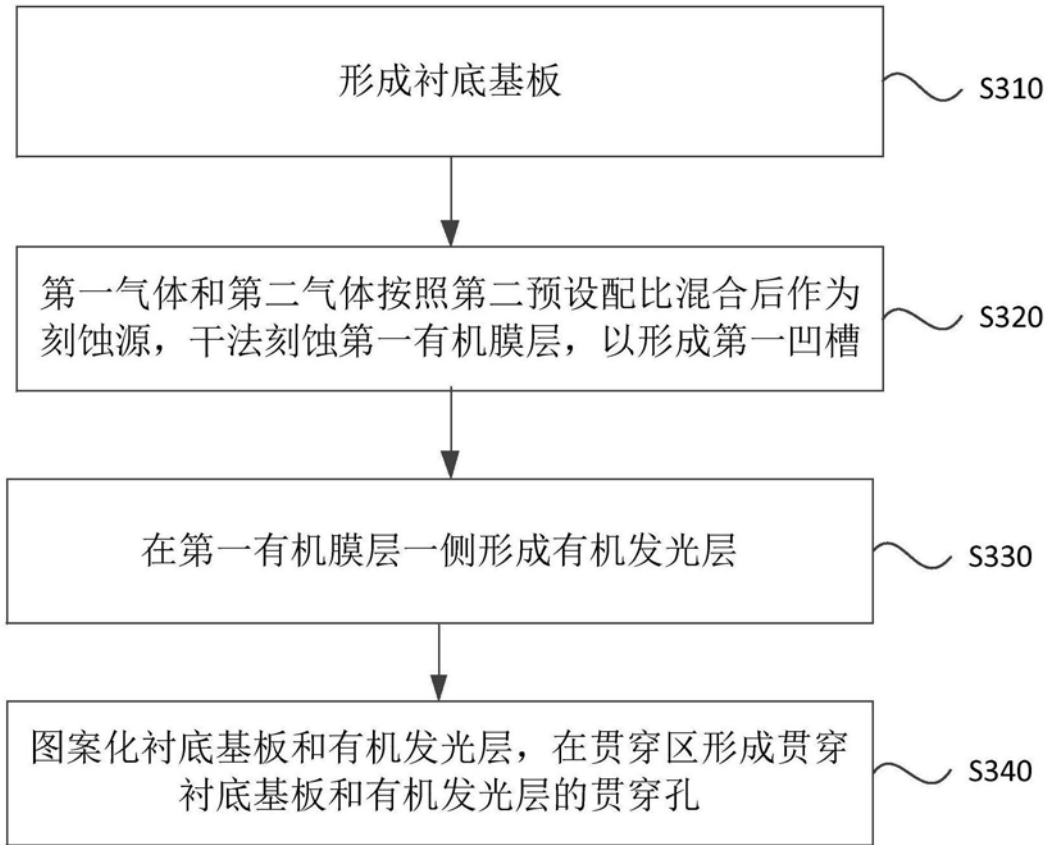 形成衬底基板
S310
第一气体和第二气体按照第二预设配比混合后作为
刻蚀源，干法刻蚀第一有机膜层，以形成第一凹槽
S320
在第一有机膜层一侧形成有机发光层
S330
图案化衬底基板和有机发光层，在贯穿区形成贯穿
衬底基板和有机发光层的贯穿孔
S340